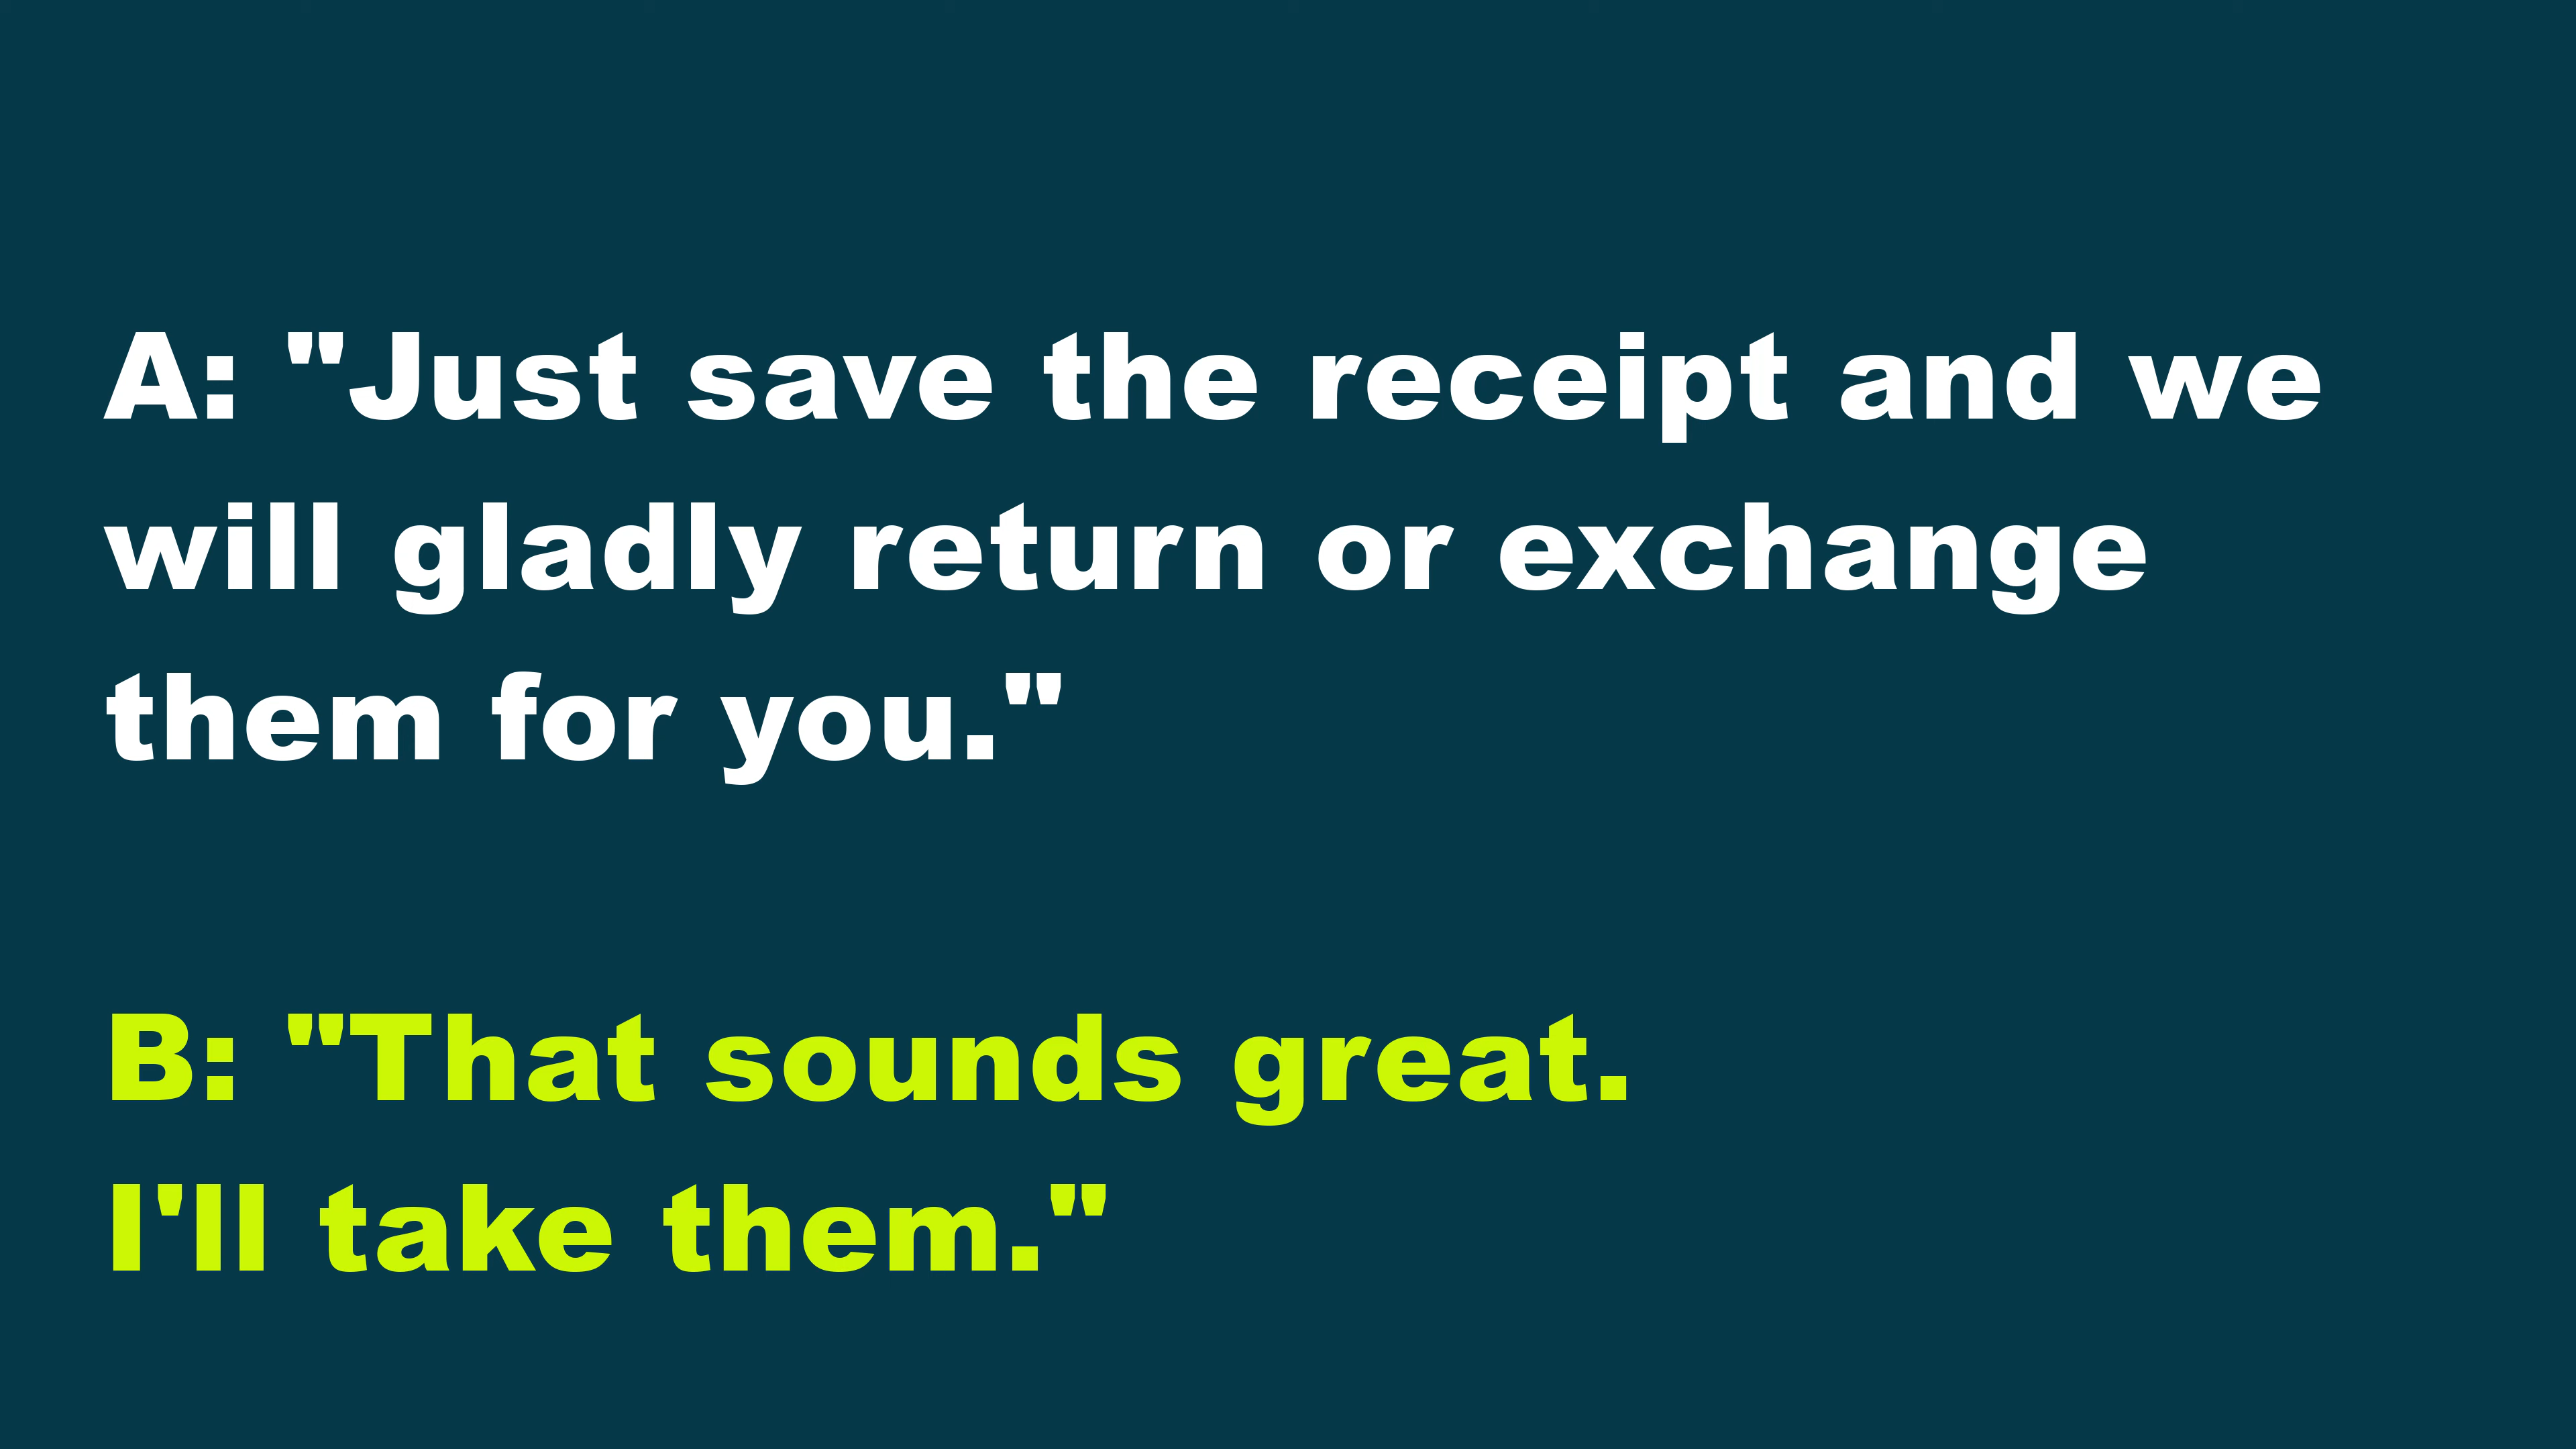 A: "Just save the receipt and we
will gladly return or exchange
them for you."
B: "That sounds great.
I'll take them."